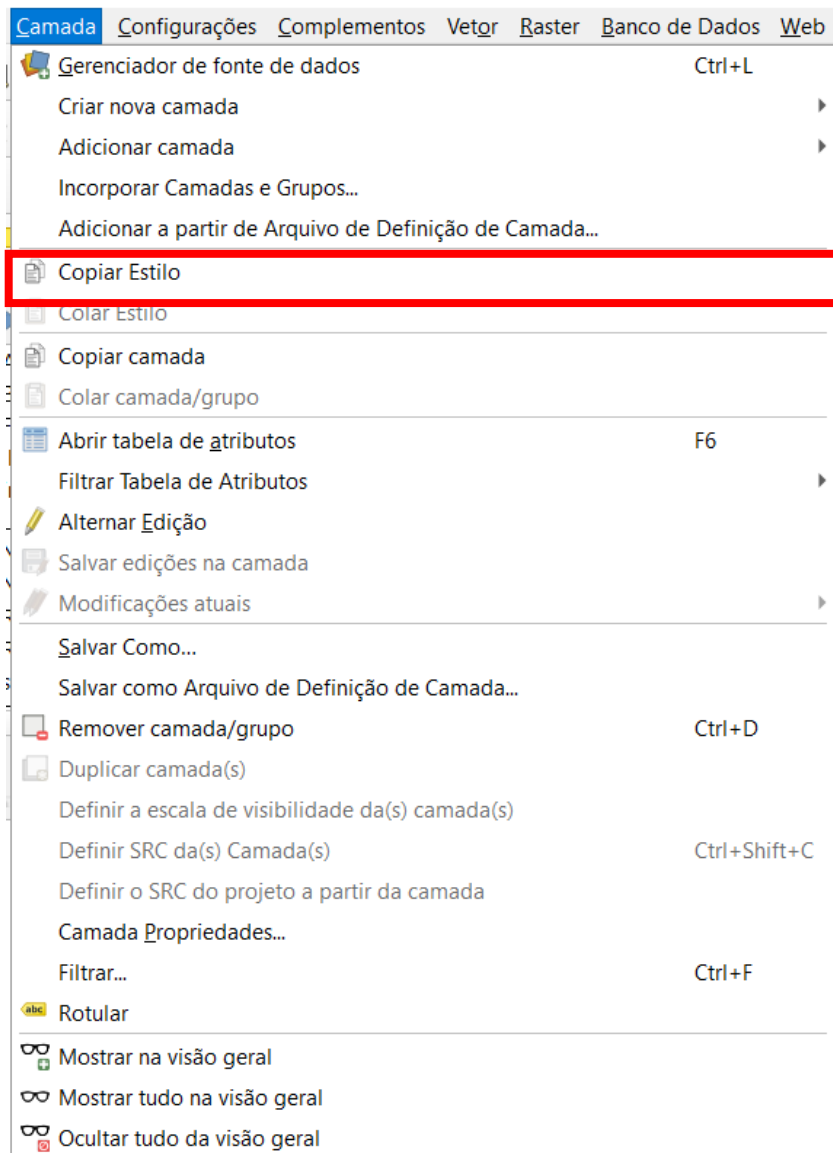 Camada Configurações Complementos Vetor Raster Banco de Dados Web
Gerenciador de fonte de dados Ctrl+L
Criar nova camada
Adicionar camada
Incorporar Camadas e Grupos...
Adicionar a partir de Arquivo de Definição de Camada...
Copiar Estilo
Colar Estilo
Copiar camada
Colar camada/grupo
Abrir tabela de atributos F6
Filtrar Tabela de Atributos
Alternar Edição
Salvar edições na camada
Modificações atuais
Salvar Como...
Salvar como Arquivo de Definição de Camada...
Remover camada/grupo Ctrl+D
Duplicar camada(s)
Definir a escala de visibilidade da(s) camada(s)
Definir SRC da(s) Camada(s) Ctrl+Shift+C
Definir o SRC do projeto a partir da camada
Camada Propriedades...
Filtrar... Ctrl+F
abc Rotular
Mostrar na visão geral
Mostrar tudo na visão geral
Ocultar tudo da visão geral